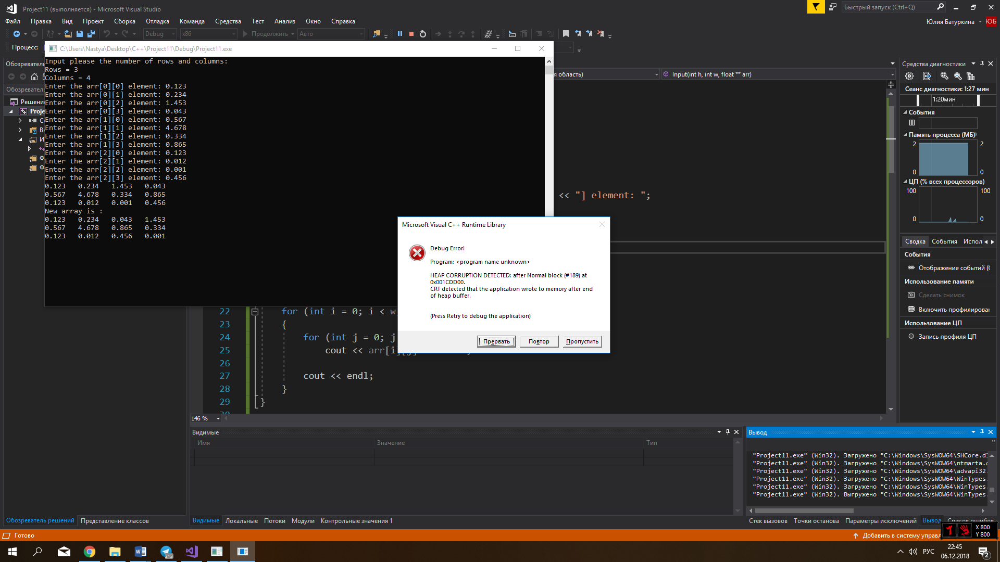 Project11 (выполняется) - Microsoft Visual Studio
Быстрый запуск (Ctrl+Q)
Файл Правка Вид Проект Сборка Отладка Команда Средства Тест Анализ Окно Справка
Юлия Батуркина ЮБ
Debug x86 Продолжить Авто
Процесс:
C:\Users\Nastya\Desktop\C++\Project11\Debug\Project11.exe
Input please the number of rows and columns:
Rows = 3
Columns = 4
Enter the arr[0][0] element: 0.123
Enter the arr[0][1] element: 0.234
Enter the arr[0][2] element: 1.453
Enter the arr[0][3] element: 0.043
Enter the arr[1][0] element: 0.567
Enter the arr[1][1] element: 4.678
Enter the arr[1][2] element: 0.334
Enter the arr[1][3] element: 0.865
Enter the arr[2][0] element: 0.123
Enter the arr[2][1] element: 0.012
Enter the arr[2][2] element: 0.001
Enter the arr[2][3] element: 0.456
0.123 0.234 1.453 0.043
0.567 4.678 0.334 0.865
0.123 0.012 0.001 0.456
New array is :
0.123 0.234 0.043 1.453
0.567 4.678 0.865 0.334
0.123 0.012 0.456 0.001
Обозреватель
Обозреватель
Решени
Proje
я область)
Input(int h, int w, float ** arr)
<< "] element: ";
Microsoft Visual C++ Runtime Library
Debug Error!
Program: <program name unknown>
HEAP CORRUPTION DETECTED: after Normal block (#189) at
0x001CDD00.
CRT detected that the application wrote to memory after end
of heap buffer.
(Press Retry to debug the application)
Прервать Повтор Пропустить
22 for (int i = 0; i < w
23 {
24 for (int j = 0; j
25 cout << arr[i][j]
26
27 cout << endl;
28 }
29 }
30
146 %
Средства диагностики
Сеанс диагностики: 1:27 мин
1:20мин
События
Память процесса (МБ)
2 2
0 0
ЦП (% всех процессоров)
100 100
0 0
Сводка События Испол
События
Отображение событий (
Использование памяти
Сделать снимок
Включить профилирован
Использование ЦП
Запись профиля ЦП
Видимые
Имя Значение Тип
Вывод
"Project11.exe" (Win32). Загружено "C:\Windows\SysWOW64\SHCore.dl
"Project11.exe" (Win32). Загружено "C:\Windows\SysWOW64\ntmarta.d
"Project11.exe" (Win32). Загружено "C:\Windows\SysWOW64\advapi32.
"Project11.exe" (Win32). Загружено "C:\Windows\SysWOW64\WinTypes.
"Project11.exe" (Win32). Загружено "C:\Windows\SysWOW64\WinTypes.
"Project11.exe" (Win32). Выгружено "C:\Windows\SysWOW64\WinTypes.
Обозреватель решений Представление классов
Видимые Локальные Потоки Модули Контрольные значения 1
Стек вызовов Точки останова Параметры исключений Вывод Список ошибок
Готово
Добавить в систему управл
X 800
Y 800
213
РУС
22:45
06.12.2018
2